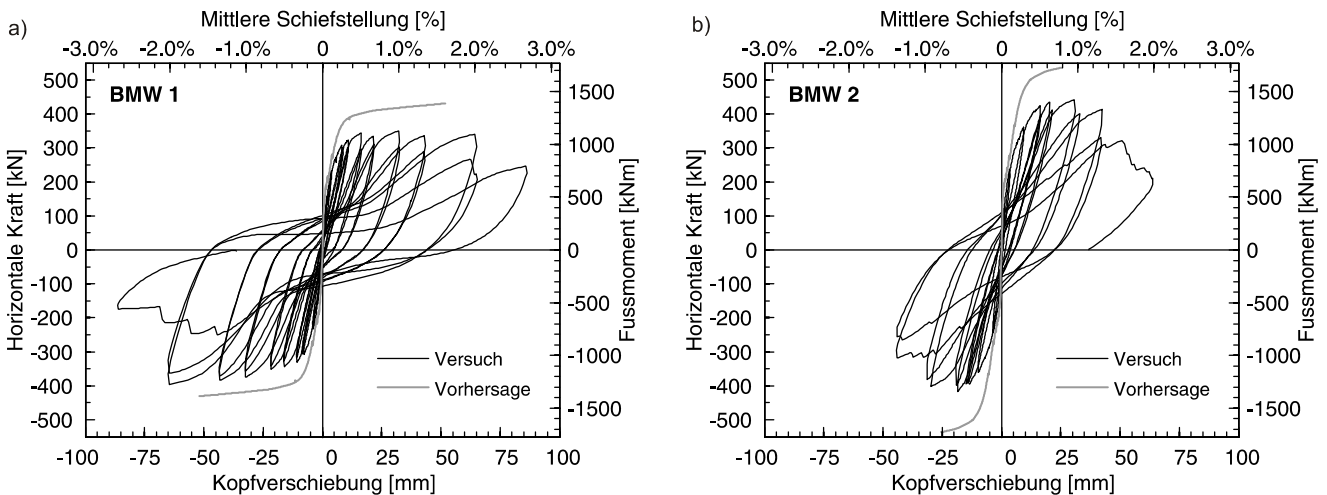 a)
Mittlere Schiefstellung [%]
-3.0% -2.0% -1.0% 0 1.0% 2.0% 3.0%
BMW 1
Horizontale Kraft [kN]
500
400
300
200
100
0
-100
-200
-300
-400
-500
1500
1000
500
0
-500
-1000
-1500
Fussmoment [kNm]
Versuch
Vorhersage
-100 -75 -50 -25 0 25 50 75 100
Kopfverschiebung [mm]
b)
Mittlere Schiefstellung [%]
-3.0% -2.0% -1.0% 0 1.0% 2.0% 3.0%
BMW 2
Horizontale Kraft [kN]
500
400
300
200
100
0
-100
-200
-300
-400
-500
1500
1000
500
0
-500
-1000
-1500
Fussmoment [kNm]
Versuch
Vorhersage
-100 -75 -50 -25 0 25 50 75 100
Kopfverschiebung [mm]